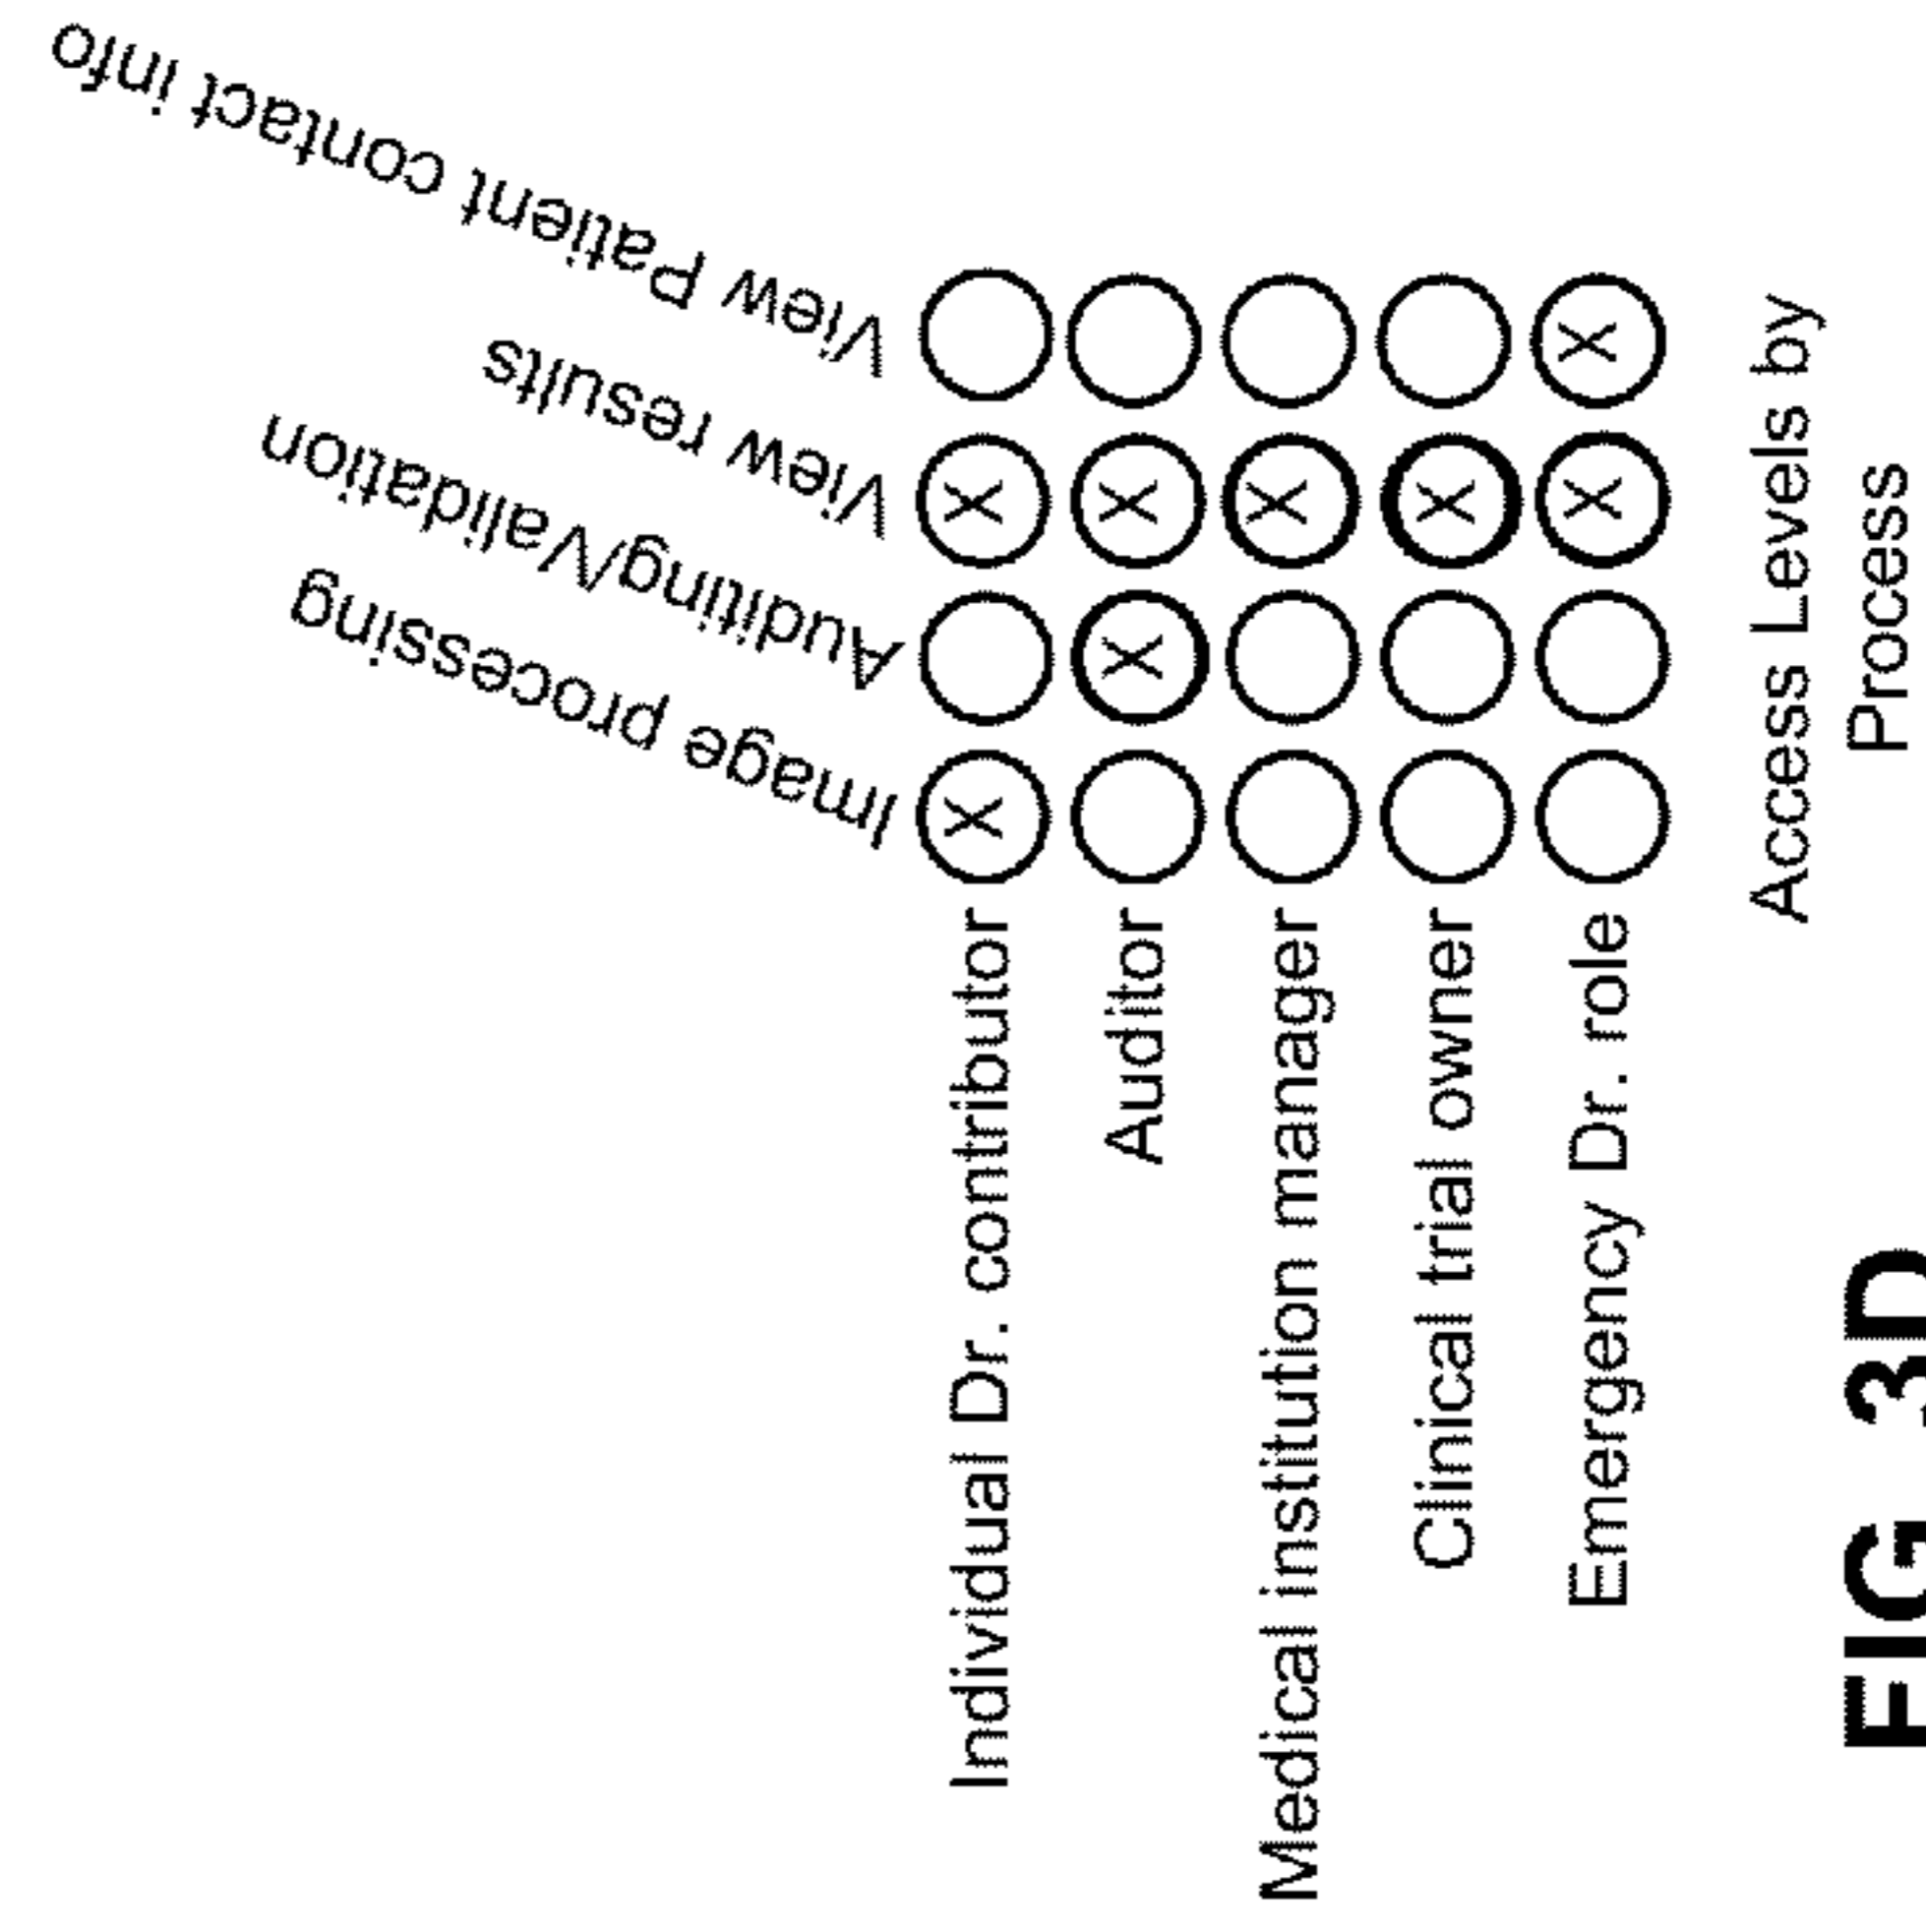 Image processing
Auditing/Validation
View results
View Patient contact info
Individual Dr. contributor X X
Auditor X X
Medical institution manager X
Clinical trial owner X
Emergency Dr. role X X
Access Levels by
Process
FIG 3D